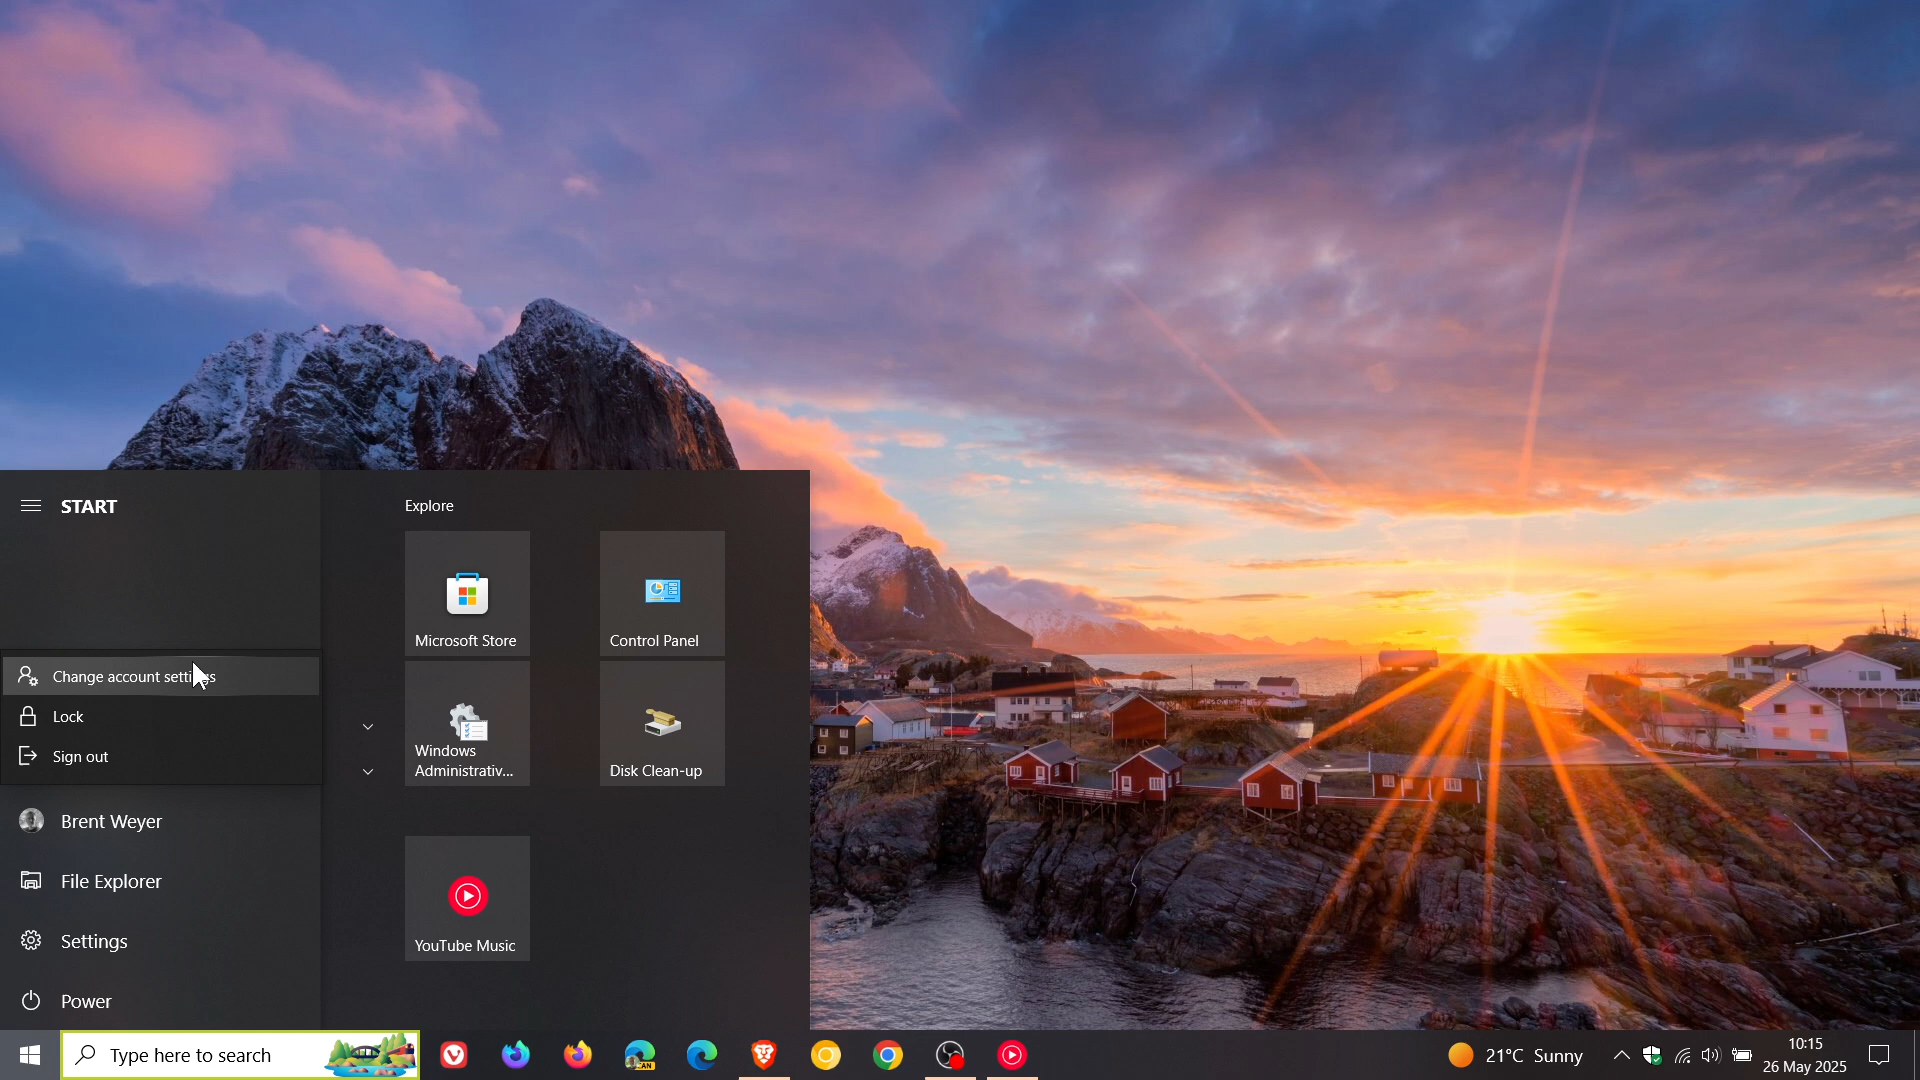 START
Explore
Microsoft Store
Control Panel
Change account settings
Lock
Sign out
Windows
Administrativ...
Disk Clean-up
Brent Weyer
File Explorer
Settings
YouTube Music
Power
Type here to search
CAN
21°C Sunny
10:15
26 May 2025